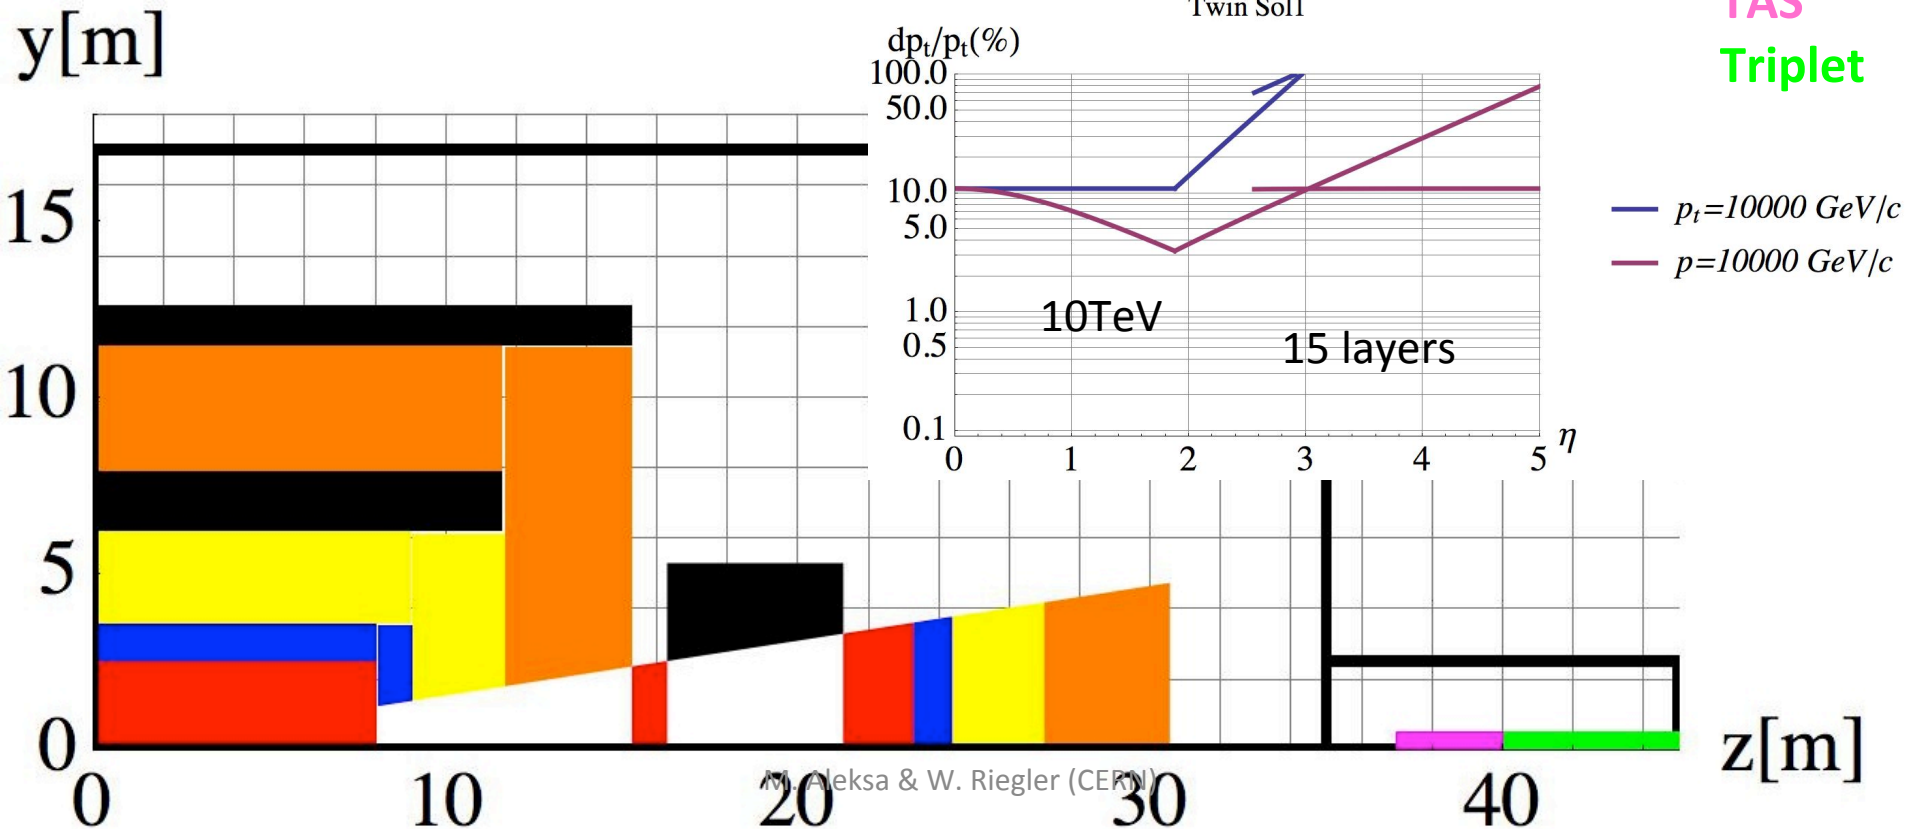 Twin Sol1
TAS
Triplet
y[m]
dpₜ/pₜ(%)
100.0
50.0
10.0
5.0
1.0
0.5
0.1
0 1 2 3 4 5
η
10TeV
15 layers
pₜ=10000 GeV/c
p=10000 GeV/c
15
10
5
0
0 10 20 30 40
z[m]
M. Aleksa & W. Riegler (CERN)